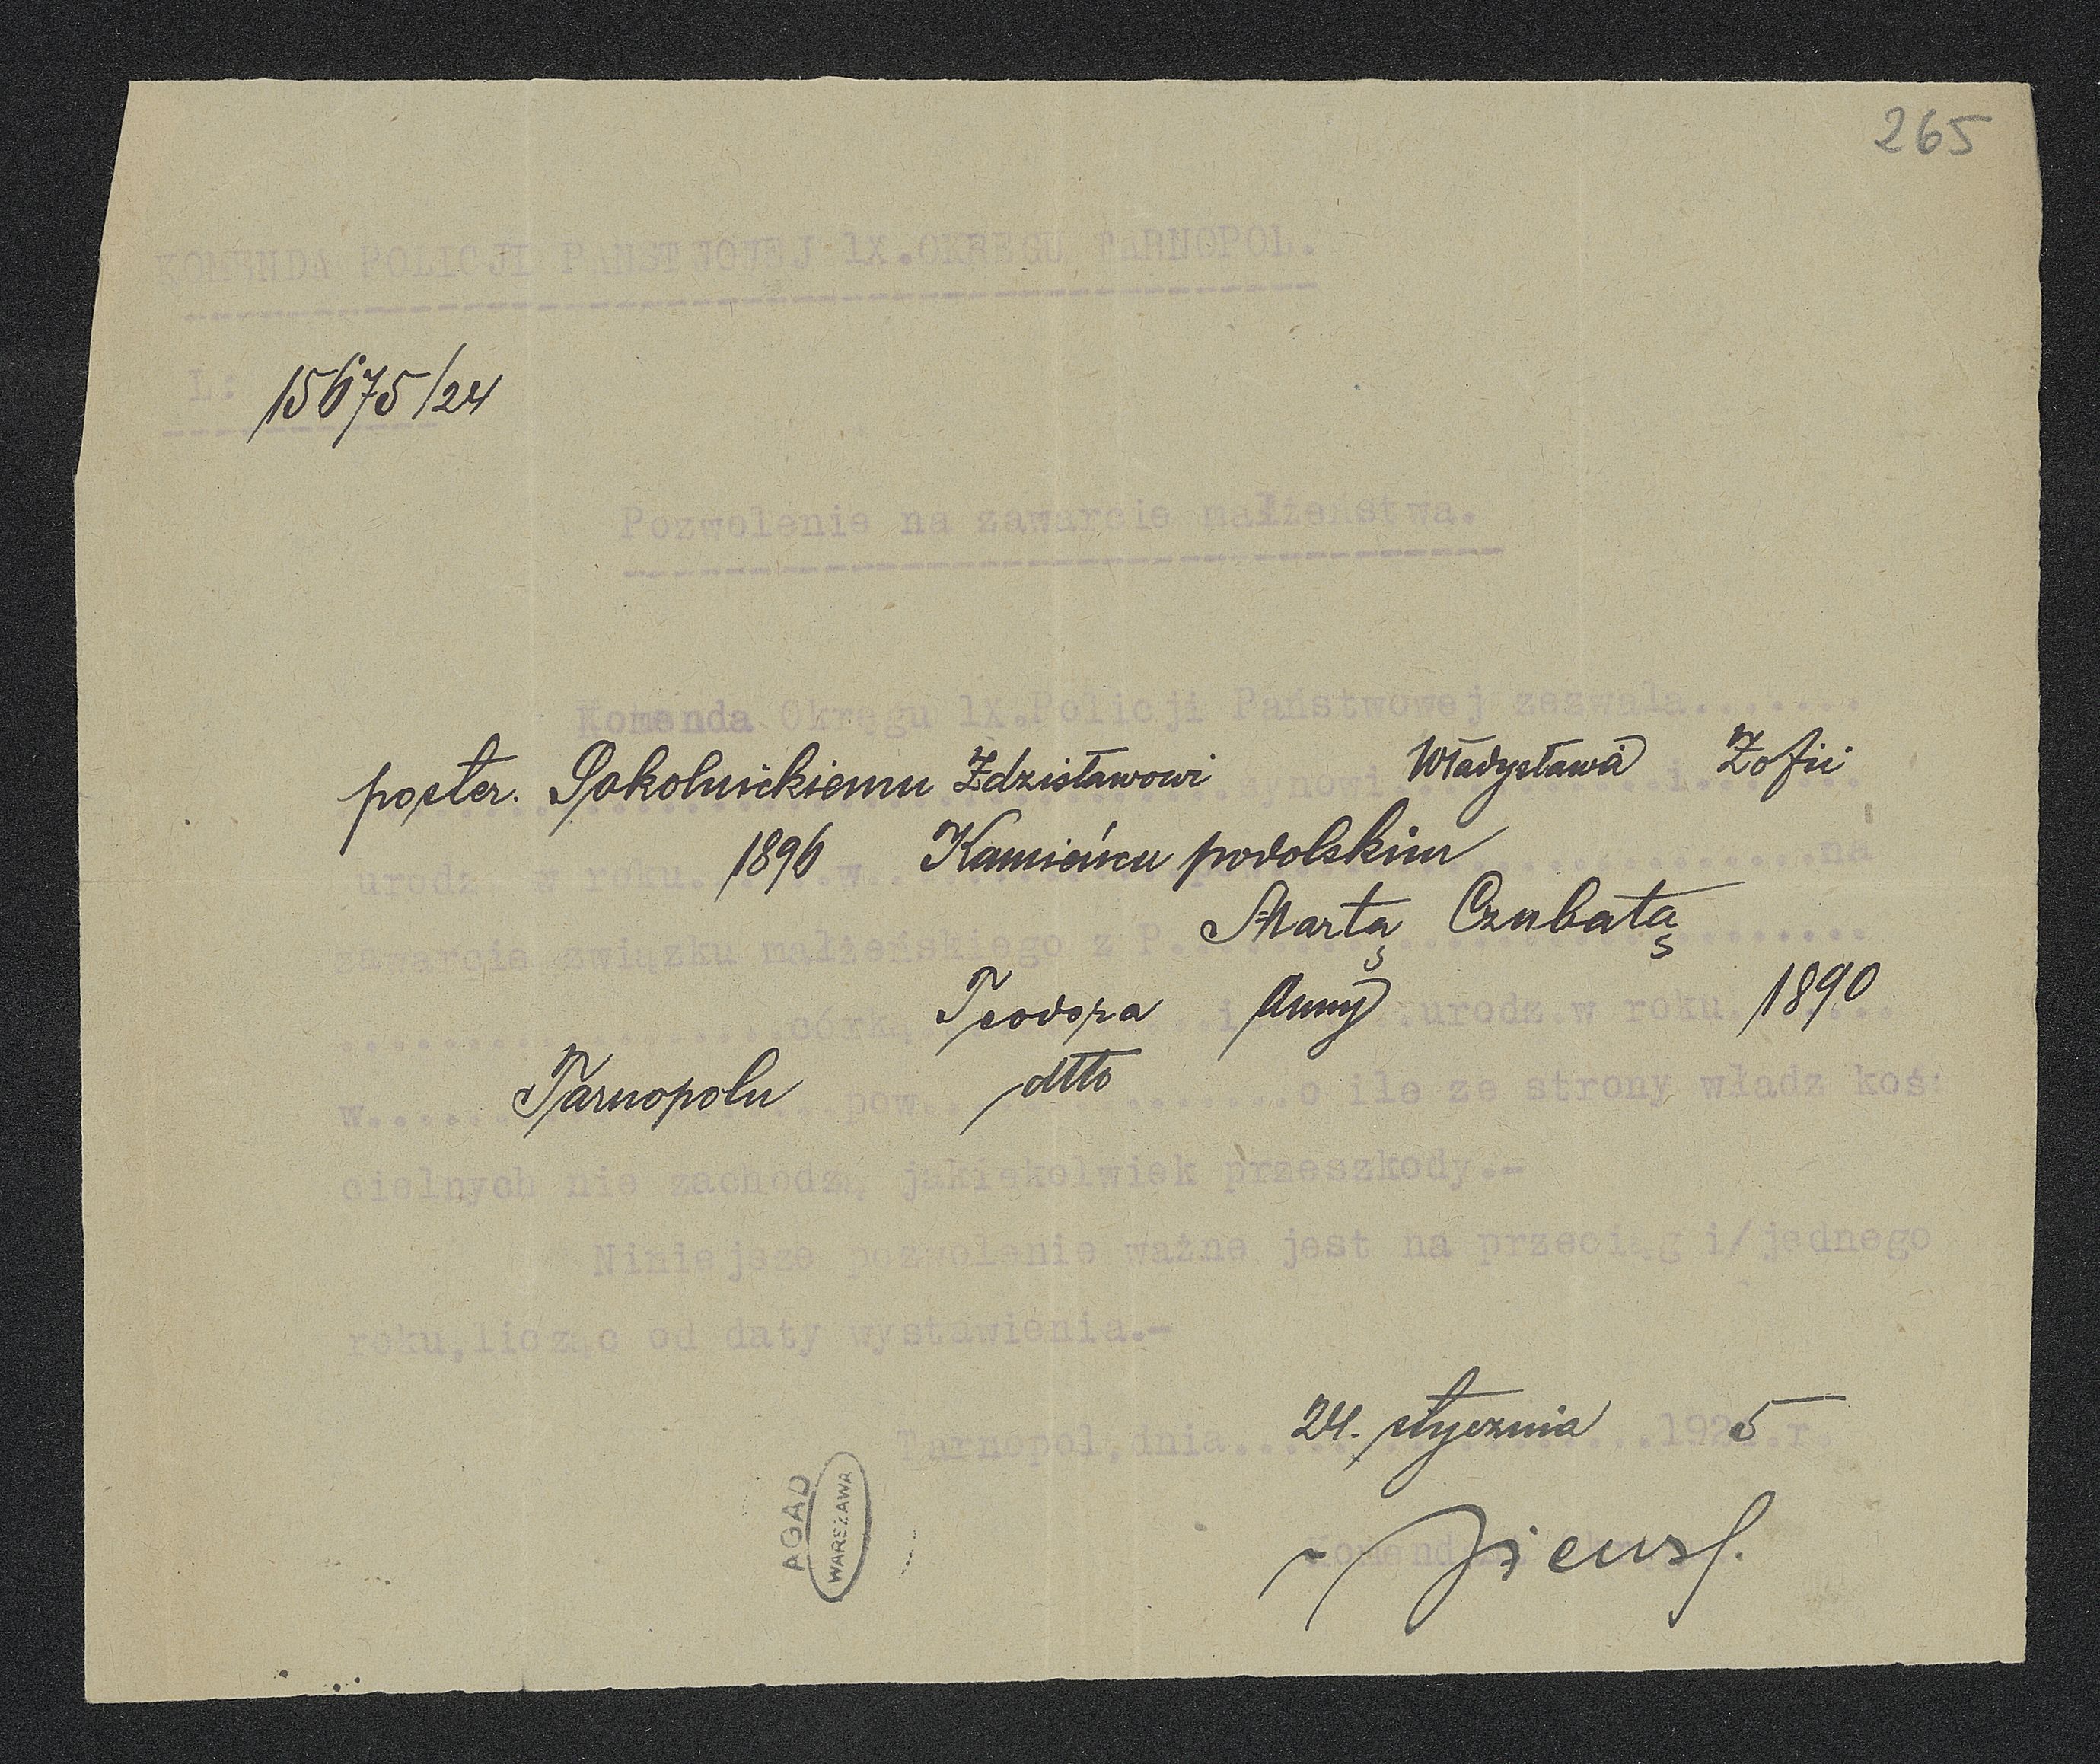 265
KOMENDA POLICJI PAŃSTWOWEJ 1X.OKRĘGU TARNOPOL.
L: 15675/24
Pozwolenie na zawarcie małżeństwa.
Komenda Okręgu 1X.Policji Państwowej zezwala.......
poster. Sokolnickiemu Zdzisławowi synowi Władysława i Zofii
urodz w roku 1896 w Kamieńcu podolskim na
zawarcie związku małżeńskiego z P. Martą Czubatą
córką Teodora i Anny urodz.w roku 1890
w Tarnopolu pow. dtto o ile ze strony władz koś:
cielnych nie zachodzą jakiekolwiek przeszkody.-
Niniejsze pozwolenie ważne jest na przeciąg i/jednego
roku,licząc od daty wystawienia.-
Tarnopol,dnia 24. stycznia 1925 r.
AGAD
WARSZAWA